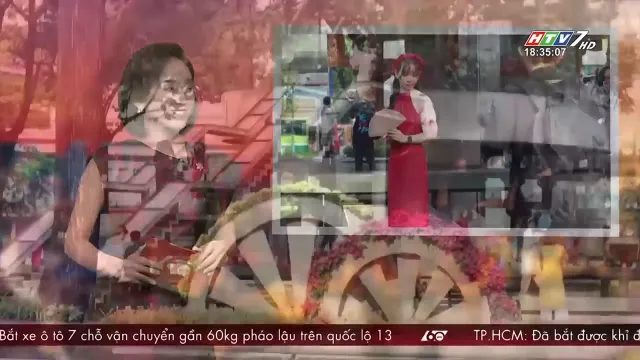 HTV7 HD
18:35:07
Bắt xe ô tô 7 chỗ vận chuyển gần 60kg pháo lậu trên quốc lộ 13 60 TP.HCM: Đã bắt được khỉ đ